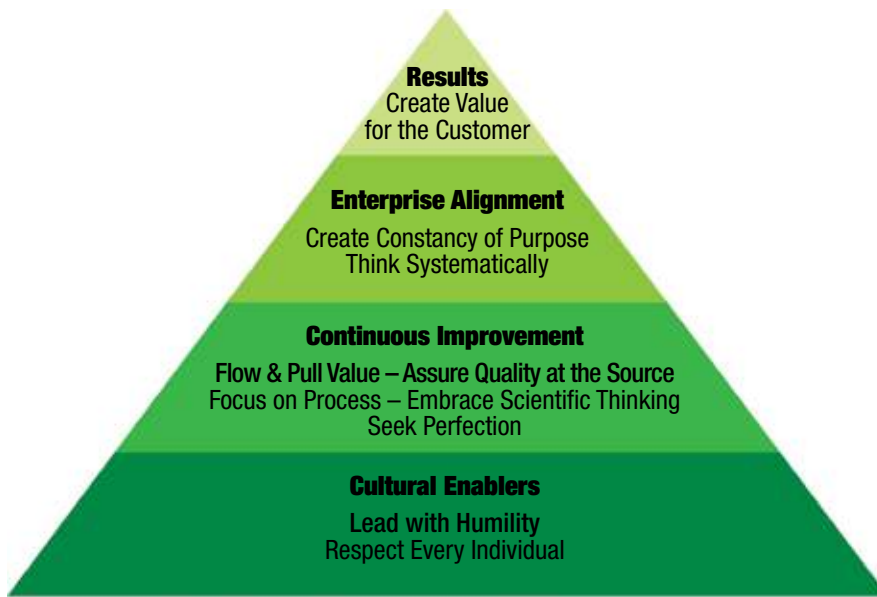 Results
Create Value
for the Customer
Enterprise Alignment
Create Constancy of Purpose
Think Systematically
Continuous Improvement
Flow & Pull Value – Assure Quality at the Source
Focus on Process – Embrace Scientific Thinking
Seek Perfection
Cultural Enablers
Lead with Humility
Respect Every Individual